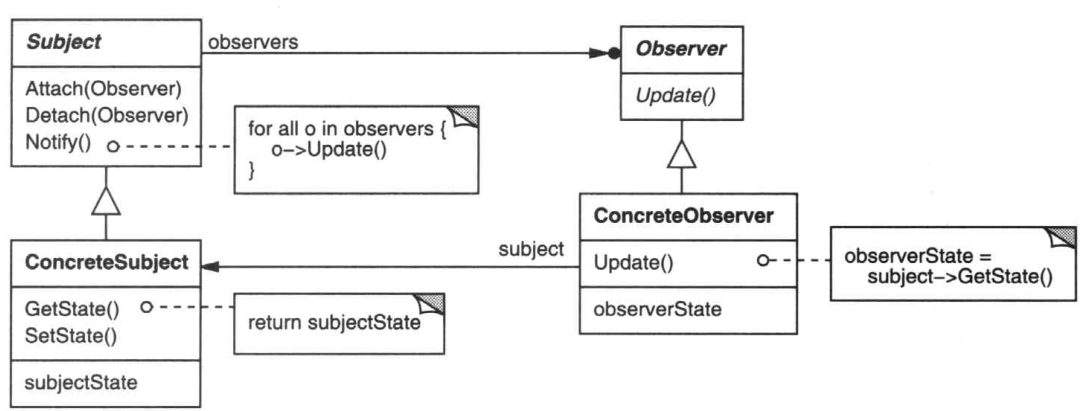 Subject
Attach(Observer)
Detach(Observer)
Notify()
for all o in observers {
o->Update()
}
observers
Observer
Update()
ConcreteSubject
GetState()
SetState()
subjectState
return subjectState
subject
ConcreteObserver
Update()
observerState
observerState =
subject->GetState()